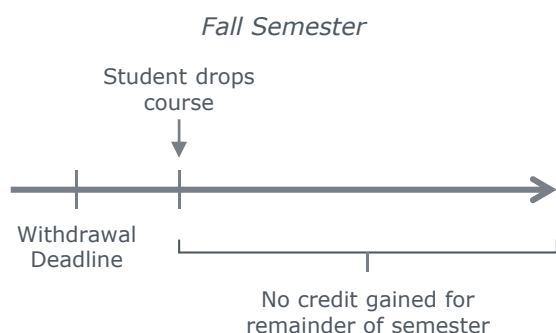 Fall Semester
Student drops
course
Withdrawal
Deadline
No credit gained for
remainder of semester